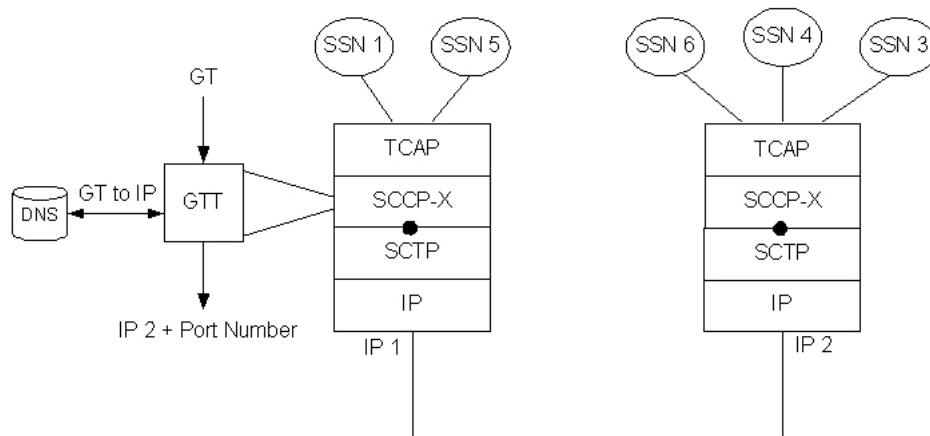 SSN 1
SSN 5
SSN 6
SSN 4
SSN 3
GT
TCAP
TCAP
DNS
GT to IP
GTT
SCCP-X
SCCP-X
SCTP
SCTP
IP
IP
IP 2 + Port Number
IP 1
IP 2